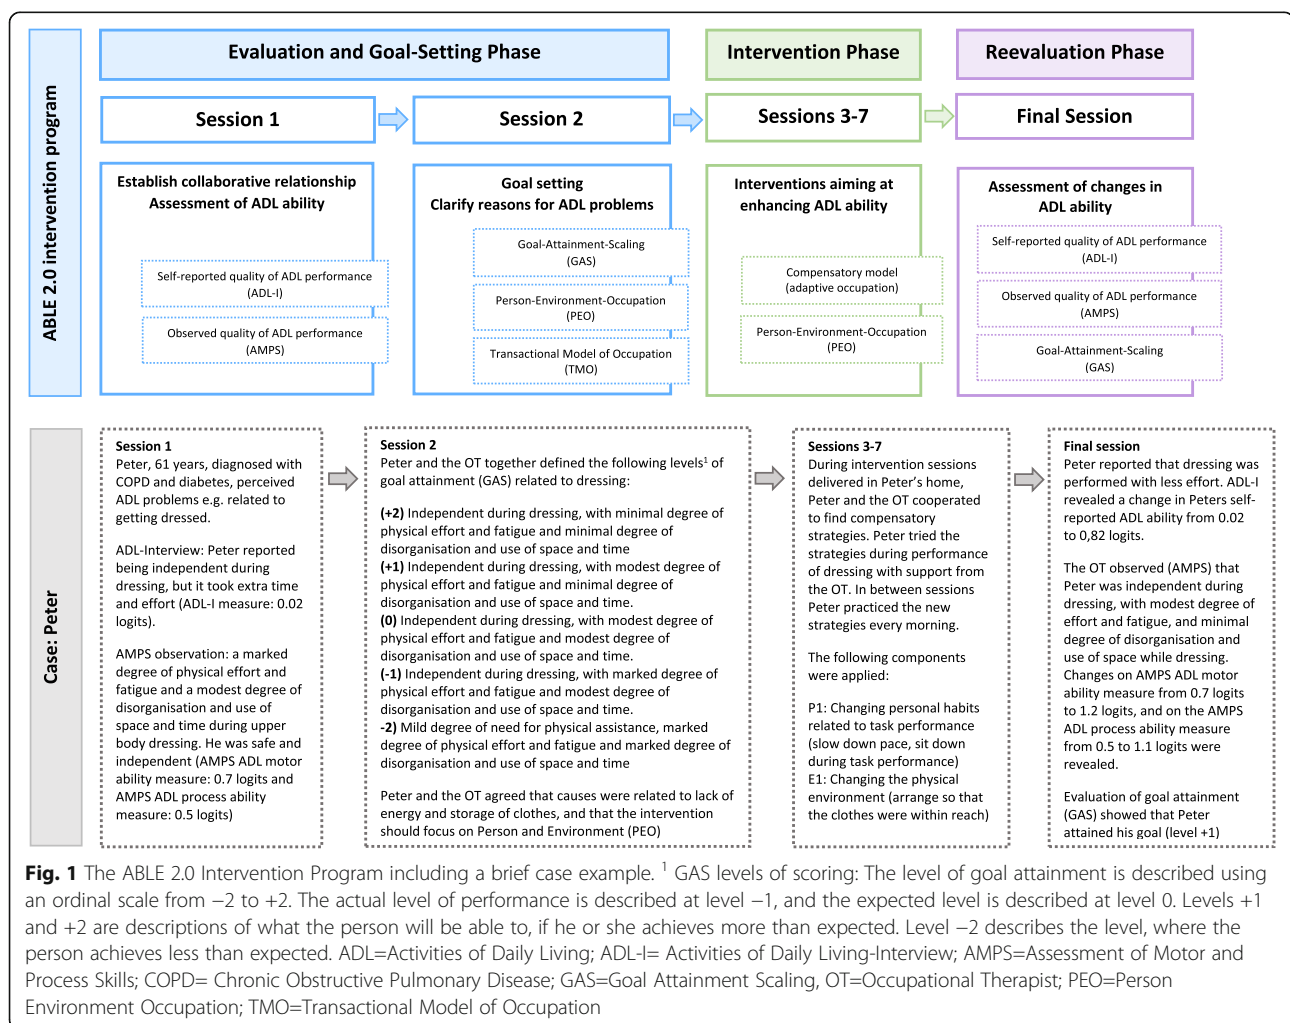 ABLE 2.0 intervention program
Evaluation and Goal-Setting Phase
Intervention Phase
Reevaluation Phase
Session 1
Session 2
Sessions 3-7
Final Session
Establish collaborative relationship
Assessment of ADL ability
Self-reported quality of ADL performance
(ADL-I)
Observed quality of ADL performance
(AMPS)
Goal setting
Clarify reasons for ADL problems
Goal-Attainment-Scaling
(GAS)
Person-Environment-Occupation
(PEO)
Transactional Model of Occupation
(TMO)
Interventions aiming at
enhancing ADL ability
Compensatory model
(adaptive occupation)
Person-Environment-Occupation
(PEO)
Assessment of changes in
ADL ability
Self-reported quality of ADL performance
(ADL-I)
Observed quality of ADL performance
(AMPS)
Goal-Attainment-Scaling
(GAS)
Case: Peter
Session 1
Peter, 61 years, diagnosed with
COPD and diabetes, perceived
ADL problems e.g. related to
getting dressed.
ADL-Interview: Peter reported
being independent during
dressing, but it took extra time
and effort (ADL-I measure: 0.02
logits).
AMPS observation: a marked
degree of physical effort and
fatigue and a modest degree of
disorganisation and use of
space and time during upper
body dressing. He was safe and
independent (AMPS ADL motor
ability measure: 0.7 logits and
AMPS ADL process ability
measure: 0.5 logits)
Session 2
Peter and the OT together defined the following levels¹ of
goal attainment (GAS) related to dressing:
(+2) Independent during dressing, with minimal degree of
physical effort and fatigue and minimal degree of
disorganisation and use of space and time
(+1) Independent during dressing, with modest degree of
physical effort and fatigue and minimal degree of
disorganisation and use of space and time.
(0) Independent during dressing, with modest degree of
physical effort and fatigue and modest degree of
disorganisation and use of space and time.
(-1) Independent during dressing, with marked degree of
physical effort and fatigue and modest degree of
disorganisation and use of space and time.
-2) Mild degree of need for physical assistance, marked
degree of physical effort and fatigue and marked degree of
disorganisation and use of space and time
Peter and the OT agreed that causes were related to lack of
energy and storage of clothes, and that the intervention
should focus on Person and Environment (PEO)
Sessions 3-7
During intervention sessions
delivered in Peter's home,
Peter and the OT cooperated
to find compensatory
strategies. Peter tried the
strategies during performance
of dressing with support from
the OT. In between sessions
Peter practiced the new
strategies every morning.
The following components
were applied:
P1: Changing personal habits
related to task performance
(slow down pace, sit down
during task performance)
E1: Changing the physical
environment (arrange so that
the clothes were within reach)
Final session
Peter reported that dressing was
performed with less effort. ADL-I
revealed a change in Peters self-
reported ADL ability from 0.02
to 0,82 logits.
The OT observed (AMPS) that
Peter was independent during
dressing, with modest degree of
effort and fatigue, and minimal
degree of disorganisation and
use of space while dressing.
Changes on AMPS ADL motor
ability measure from 0.7 logits
to 1.2 logits, and on the AMPS
ADL process ability measure
from 0.5 to 1.1 logits were
revealed.
Evaluation of goal attainment
(GAS) showed that Peter
attained his goal (level +1)
Fig. 1 The ABLE 2.0 Intervention Program including a brief case example. ¹ GAS levels of scoring: The level of goal attainment is described using
an ordinal scale from −2 to +2. The actual level of performance is described at level −1, and the expected level is described at level 0. Levels +1
and +2 are descriptions of what the person will be able to, if he or she achieves more than expected. Level −2 describes the level, where the
person achieves less than expected. ADL=Activities of Daily Living; ADL-I= Activities of Daily Living-Interview; AMPS=Assessment of Motor and
Process Skills; COPD= Chronic Obstructive Pulmonary Disease; GAS=Goal Attainment Scaling, OT=Occupational Therapist; PEO=Person
Environment Occupation; TMO=Transactional Model of Occupation